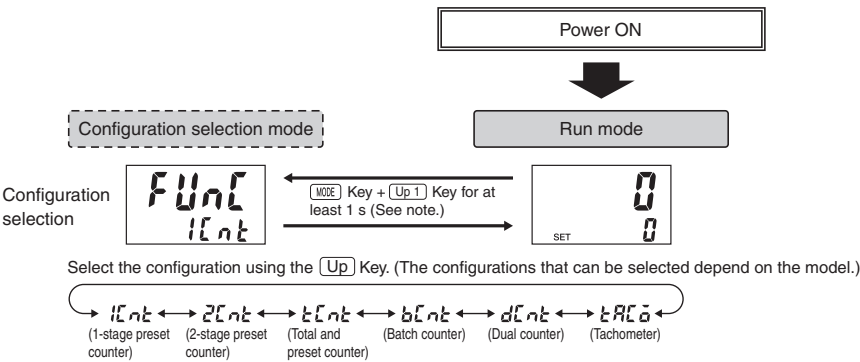 Power ON
Configuration selection mode
Run mode
Configuration
selection
FUnC
1Cnt
MODE Key + Up 1 Key for at
least 1 s (See note.)
0
SET 0
Select the configuration using the Up Key. (The configurations that can be selected depend on the model.)
1Cnt 2Cnt tCnt bCnt dCnt tACo
(1-stage preset (2-stage preset (Total and (Batch counter) (Dual counter) (Tachometer)
counter) counter) preset counter)